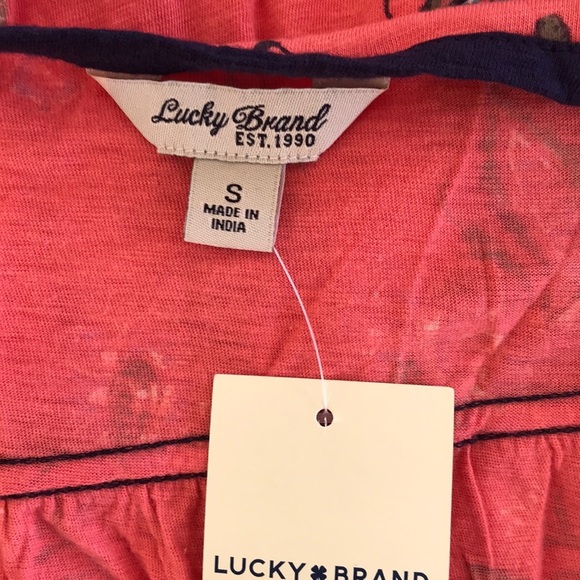 Lucky Brand
EST. 1990
S
MADE IN
INDIA
LUCKY BRAND